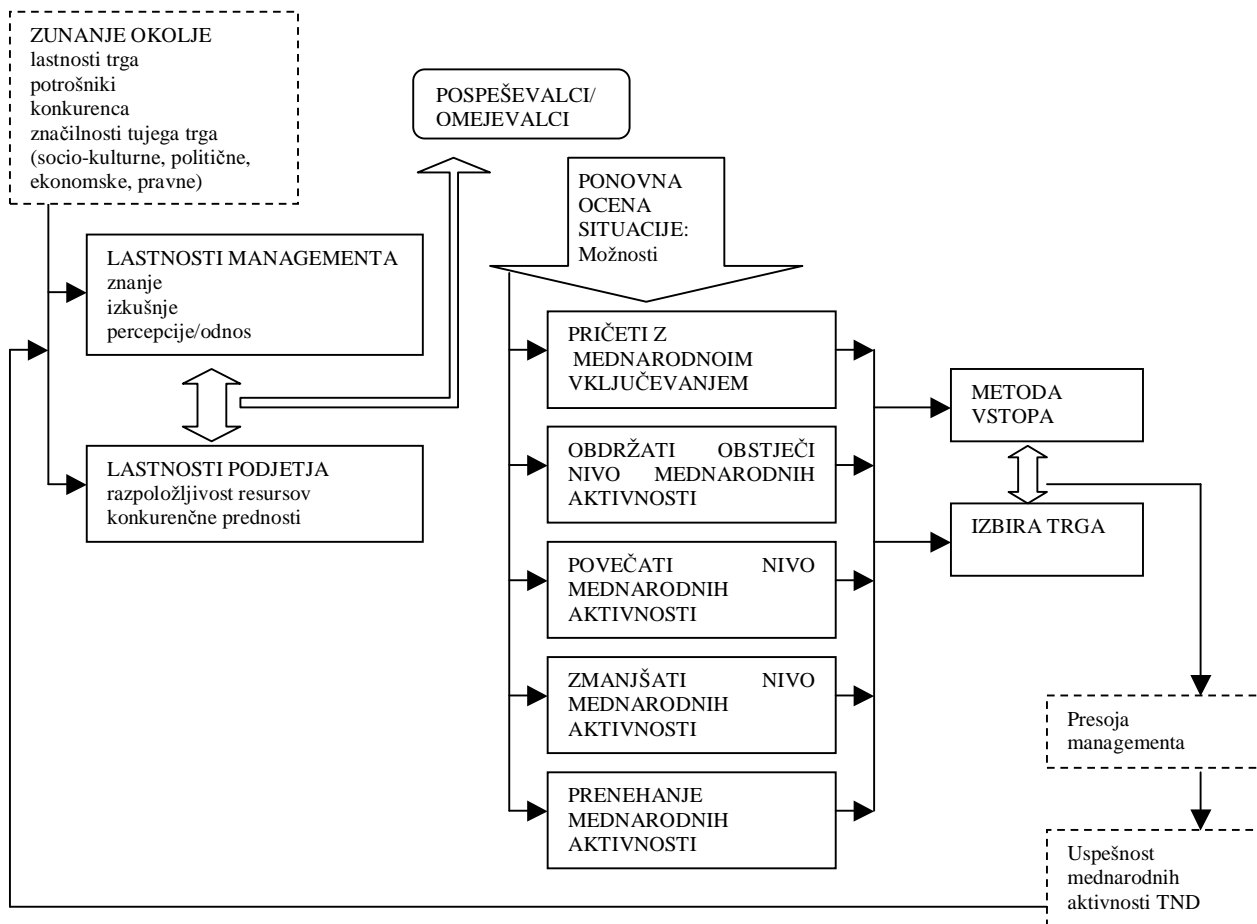 ZUNANJE OKOLJE
lastnosti trga
potrošniki
konkurenca
značilnosti tujega trga
(socio-kulturne, politične,
ekonomske, pravne)
POSPEŠEVALCI/
OMEJEVALCI
PONOVNA
OCENA
SITUACIJE:
Možnosti
LASTNOSTI MANAGEMENTA
znanje
izkušnje
percepcije/odnos
LASTNOSTI PODJETJA
razpoložljivost resursov
konkurenčne prednosti
PRIČETI Z
MEDNARODNOIM
VKLJUČEVANJEM
OBDRŽATI OBSTJEČI
NIVO MEDNARODNIH
AKTIVNOSTI
POVEČATI NIVO
MEDNARODNIH
AKTIVNOSTI
ZMANJŠATI NIVO
MEDNARODNIH
AKTIVNOSTI
PRENEHANJE
MEDNARODNIH
AKTIVNOSTI
METODA
VSTOPA
IZBIRA TRGA
Presoja
managementa
Uspešnost
mednarodnih
aktivnosti TND